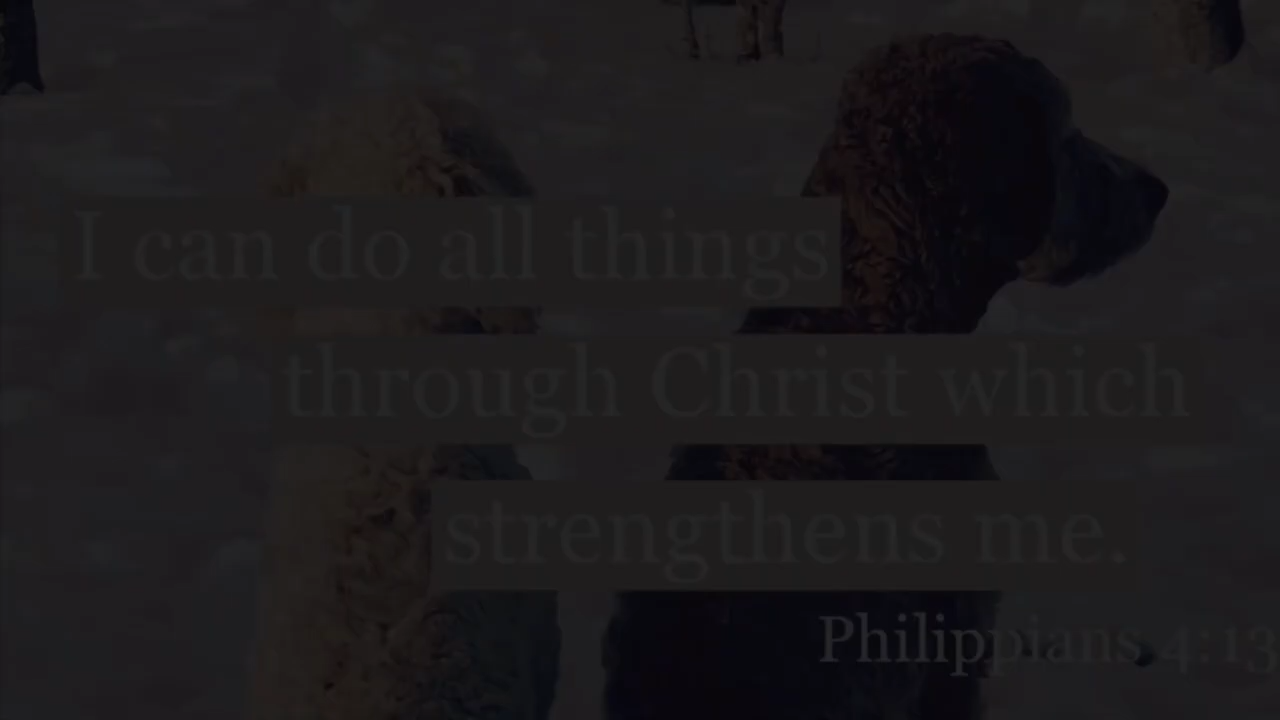 I can do all things
through Christ which
strengthens me.
Philippians 4:13